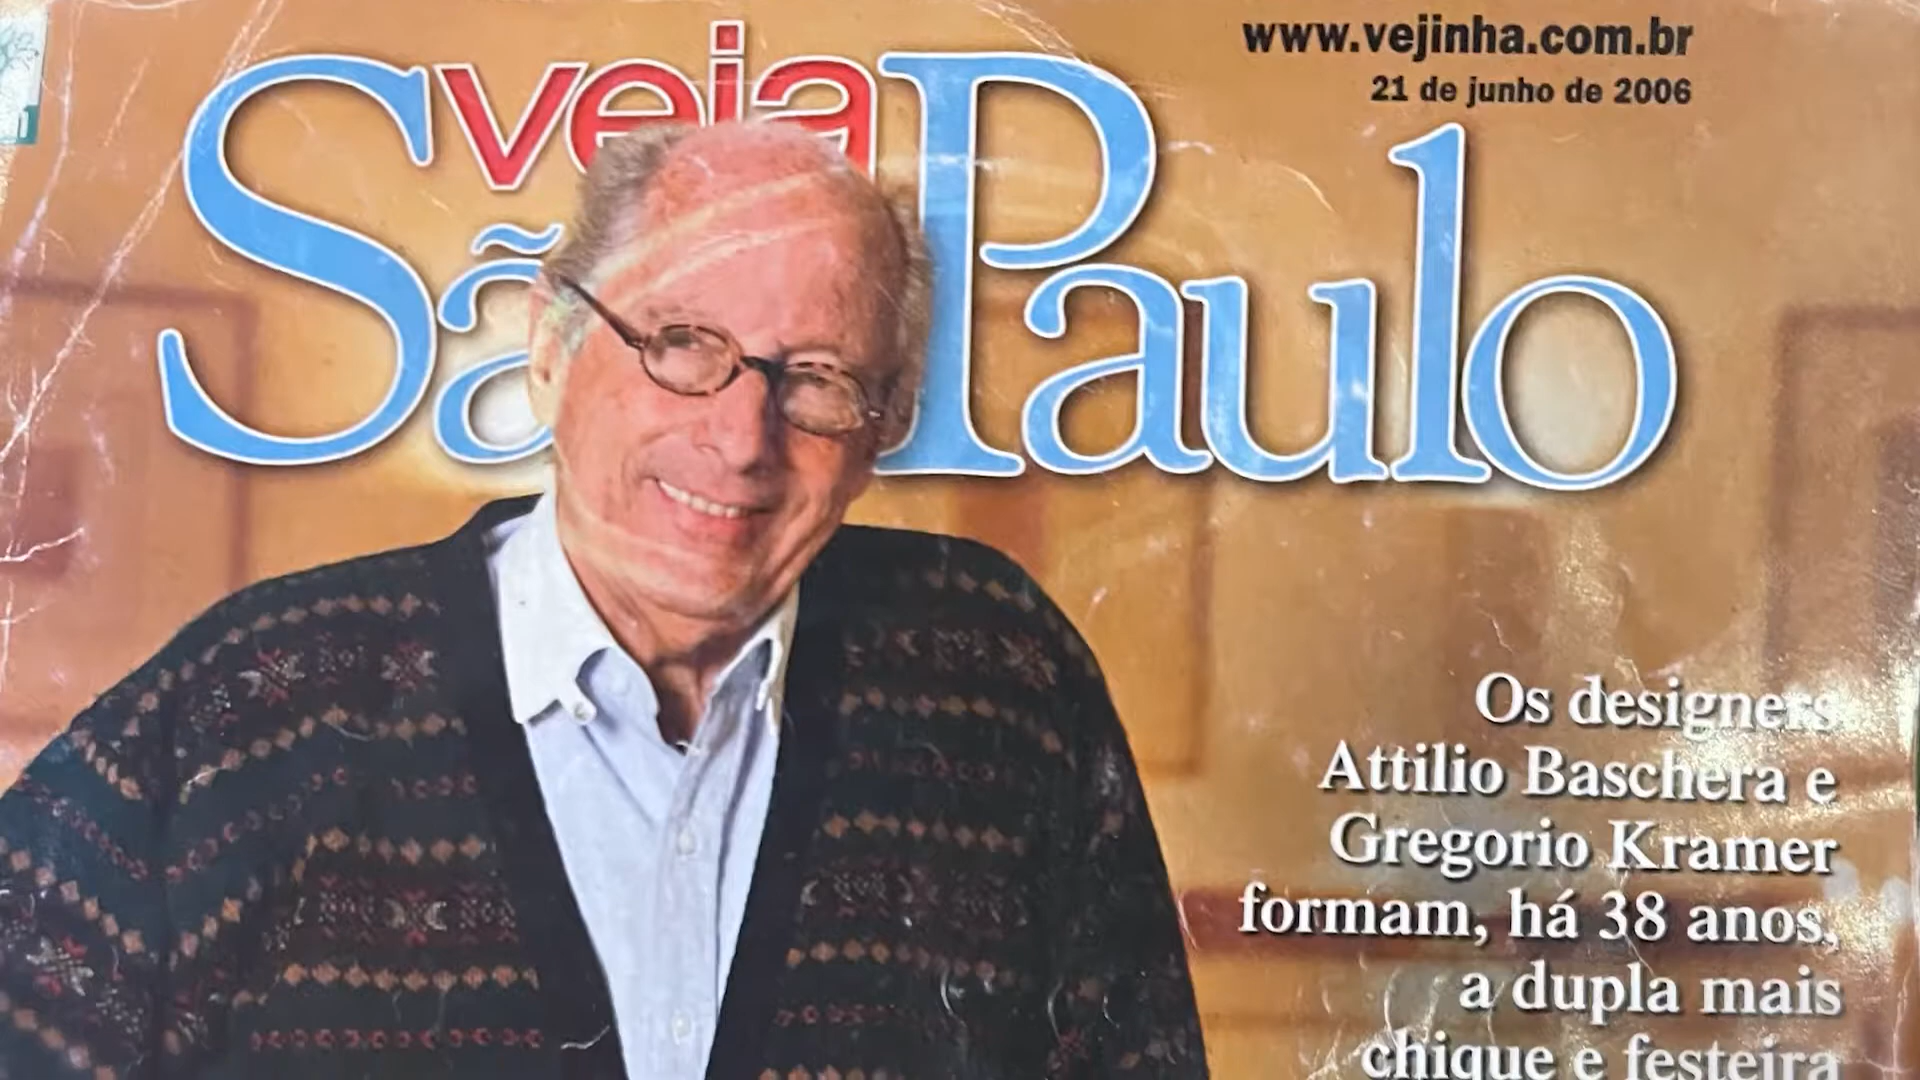 www.vejinha.com.br
21 de junho de 2006
veja
São Paulo
Os designers
Attilio Baschera e
Gregorio Kramer
formam, há 38 anos,
a dupla mais
chique e festeira